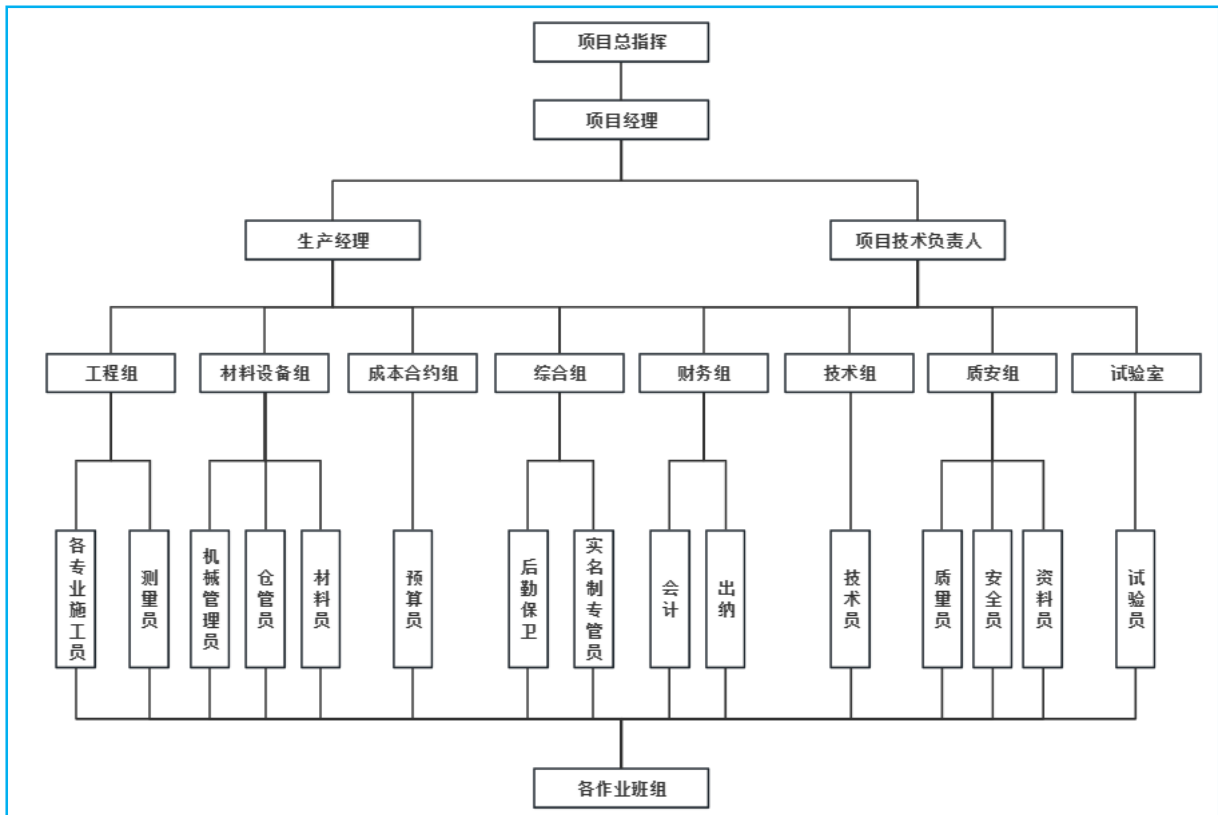 项目总指挥
项目经理
生产经理
项目技术负责人
工程组
材料设备组
成本合约组
综合组
财务组
技术组
质安组
试验室
各专业施工员
测量员
机械管理员
仓管员
材料员
预算员
后勤保卫
实名制专管员
会计
出纳
技术员
质量员
安全员
资料员
试验员
各作业班组